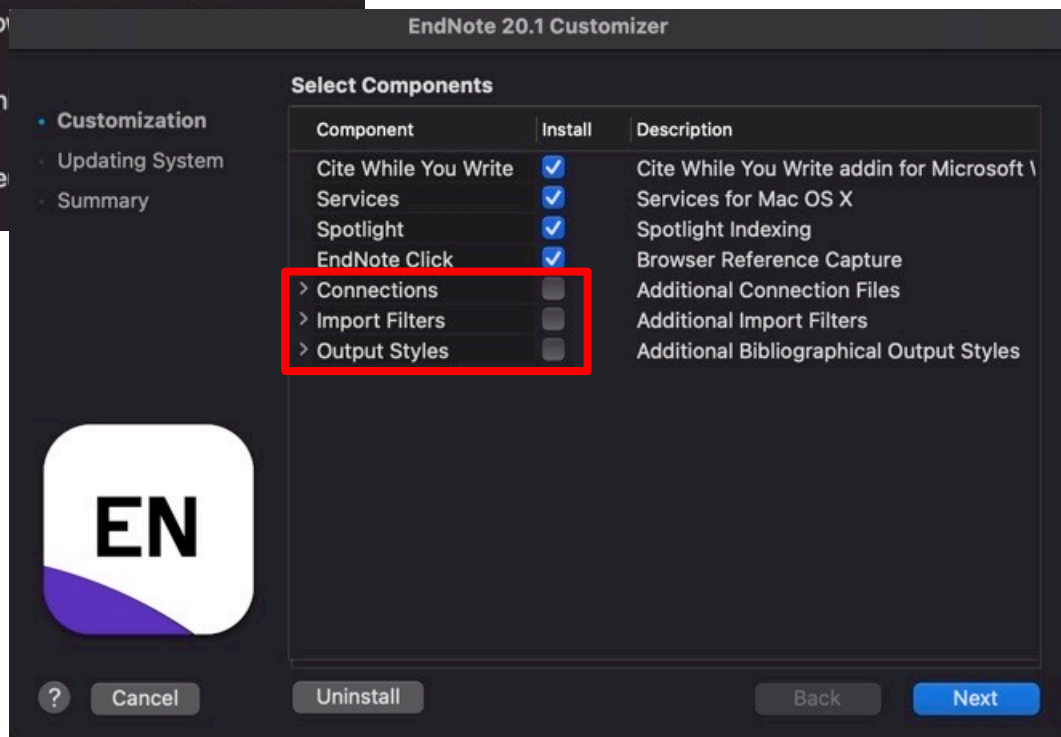 EndNote 20.1 Customizer
Select Components
Customization
Updating System
Summary
Component Install Description
Cite While You Write Cite While You Write addin for Microsoft
Services Services for Mac OS X
Spotlight Spotlight Indexing
EndNote Click Browser Reference Capture
Connections Additional Connection Files
Import Filters Additional Import Filters
Output Styles Additional Bibliographical Output Styles
EN
? Cancel Uninstall Back Next